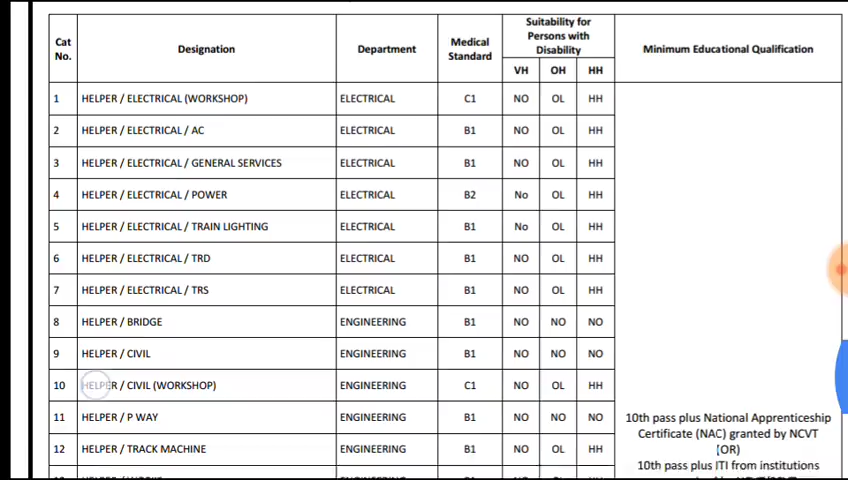 Cat No. Designation Department Medical Standard Suitability for Persons with Disability Minimum Educational Qualification
VH OH HH
1 HELPER / ELECTRICAL (WORKSHOP) ELECTRICAL C1 NO OL HH
2 HELPER / ELECTRICAL / AC ELECTRICAL B1 NO OL HH
3 HELPER / ELECTRICAL / GENERAL SERVICES ELECTRICAL B1 NO OL HH
4 HELPER / ELECTRICAL / POWER ELECTRICAL B2 No OL HH
5 HELPER / ELECTRICAL / TRAIN LIGHTING ELECTRICAL B1 No OL HH
6 HELPER / ELECTRICAL / TRD ELECTRICAL B1 NO OL HH
7 HELPER / ELECTRICAL / TRS ELECTRICAL B1 NO OL HH
8 HELPER / BRIDGE ENGINEERING B1 NO NO NO
9 HELPER / CIVIL ENGINEERING B1 NO NO NO
10 HELPER / CIVIL (WORKSHOP) ENGINEERING C1 NO OL HH
11 HELPER / P WAY ENGINEERING B1 NO NO NO
12 HELPER / TRACK MACHINE ENGINEERING B1 NO OL HH
10th pass plus National Apprenticeship
Certificate (NAC) granted by NCVT
(OR)
10th pass plus ITI from institutions